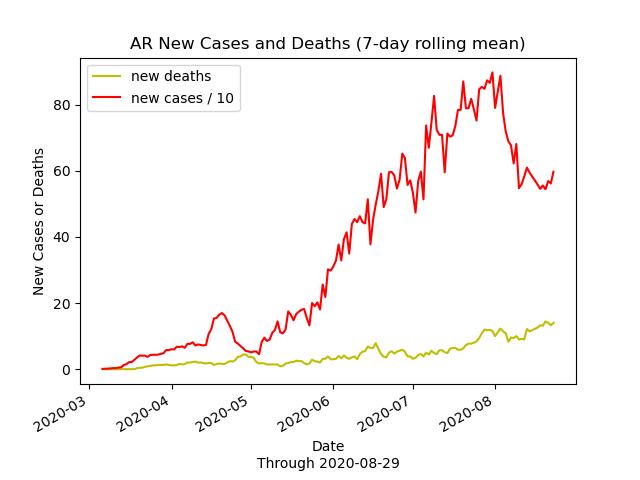 AR New Cases and Deaths (7-day rolling mean)
new deaths
new cases / 10
80
60
40
20
0
New Cases or Deaths
2020-03
2020-04
2020-05
2020-06
2020-07
2020-08
Date
Through 2020-08-29